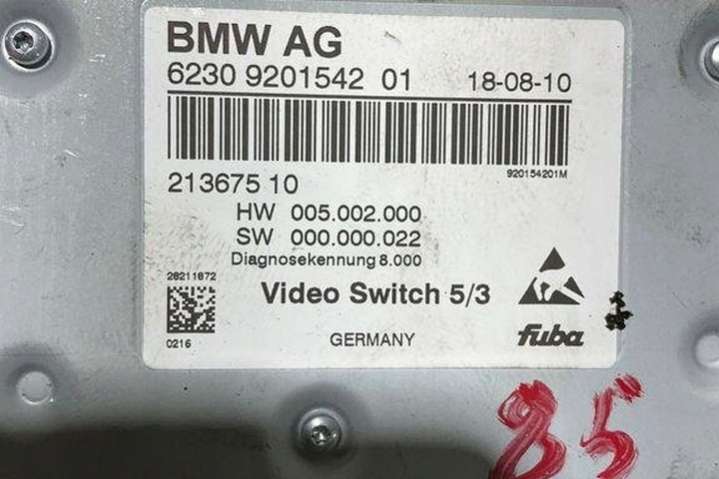 BMW AG
6230 9201542 01 18-08-10
920154201M
213675 10
HW 005.002.000
SW 000.000.022
Diagnosekennung 8.000
28211672
Video Switch 5/3
0216
GERMANY
fuba
85